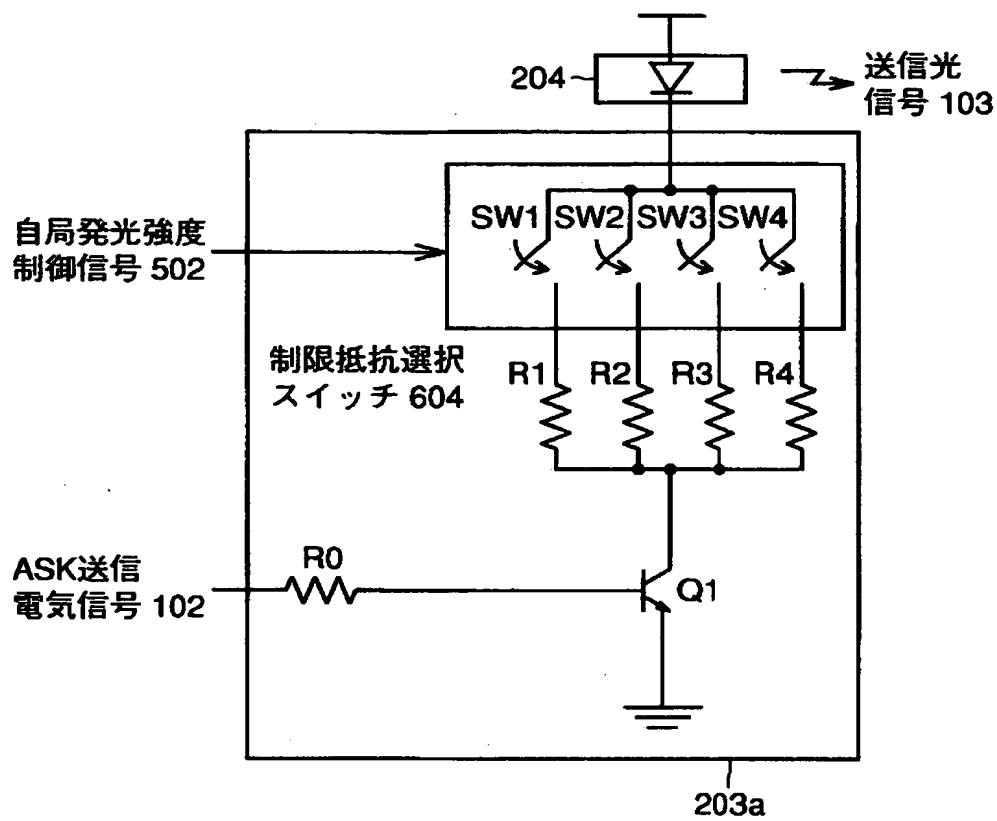 204
送信光
信号 103
SW1 SW2 SW3 SW4
自局発光強度
制御信号 502
制限抵抗選択
スイッチ 604
R1 R2 R3 R4
ASK送信
電気信号 102
R0
Q1
203a